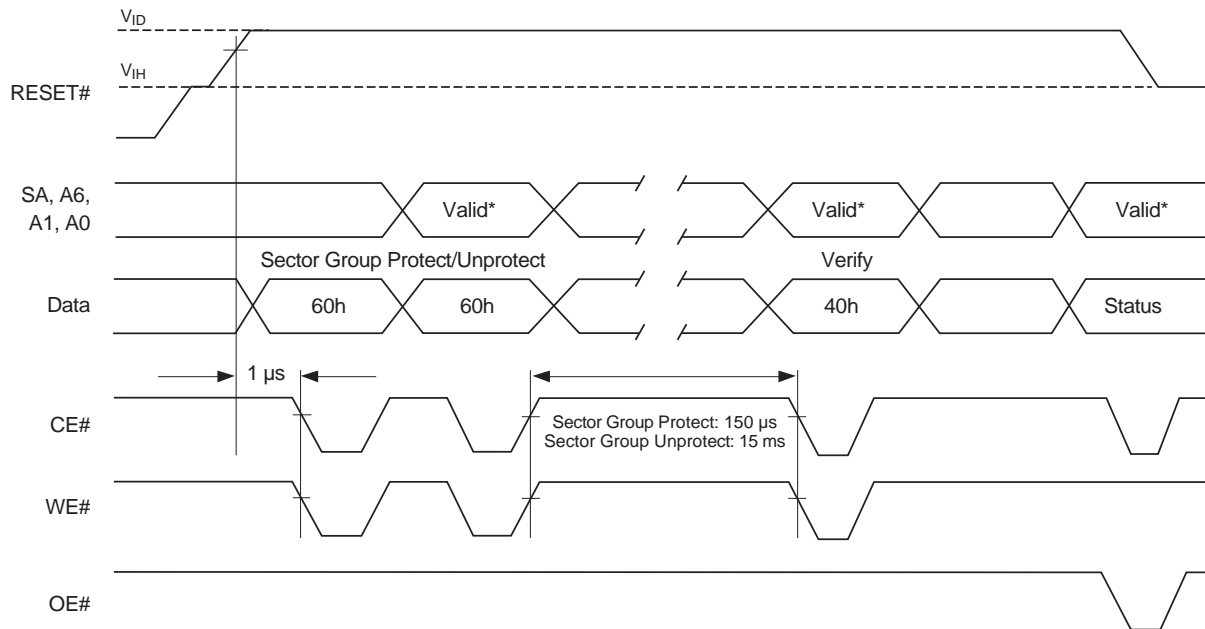 VID
VIH
RESET#
SA, A6,
A1, A0
Valid*
Valid*
Valid*
Sector Group Protect/Unprotect
Verify
Data
60h
60h
40h
Status
1 µs
CE#
Sector Group Protect: 150 µs
Sector Group Unprotect: 15 ms
WE#
OE#